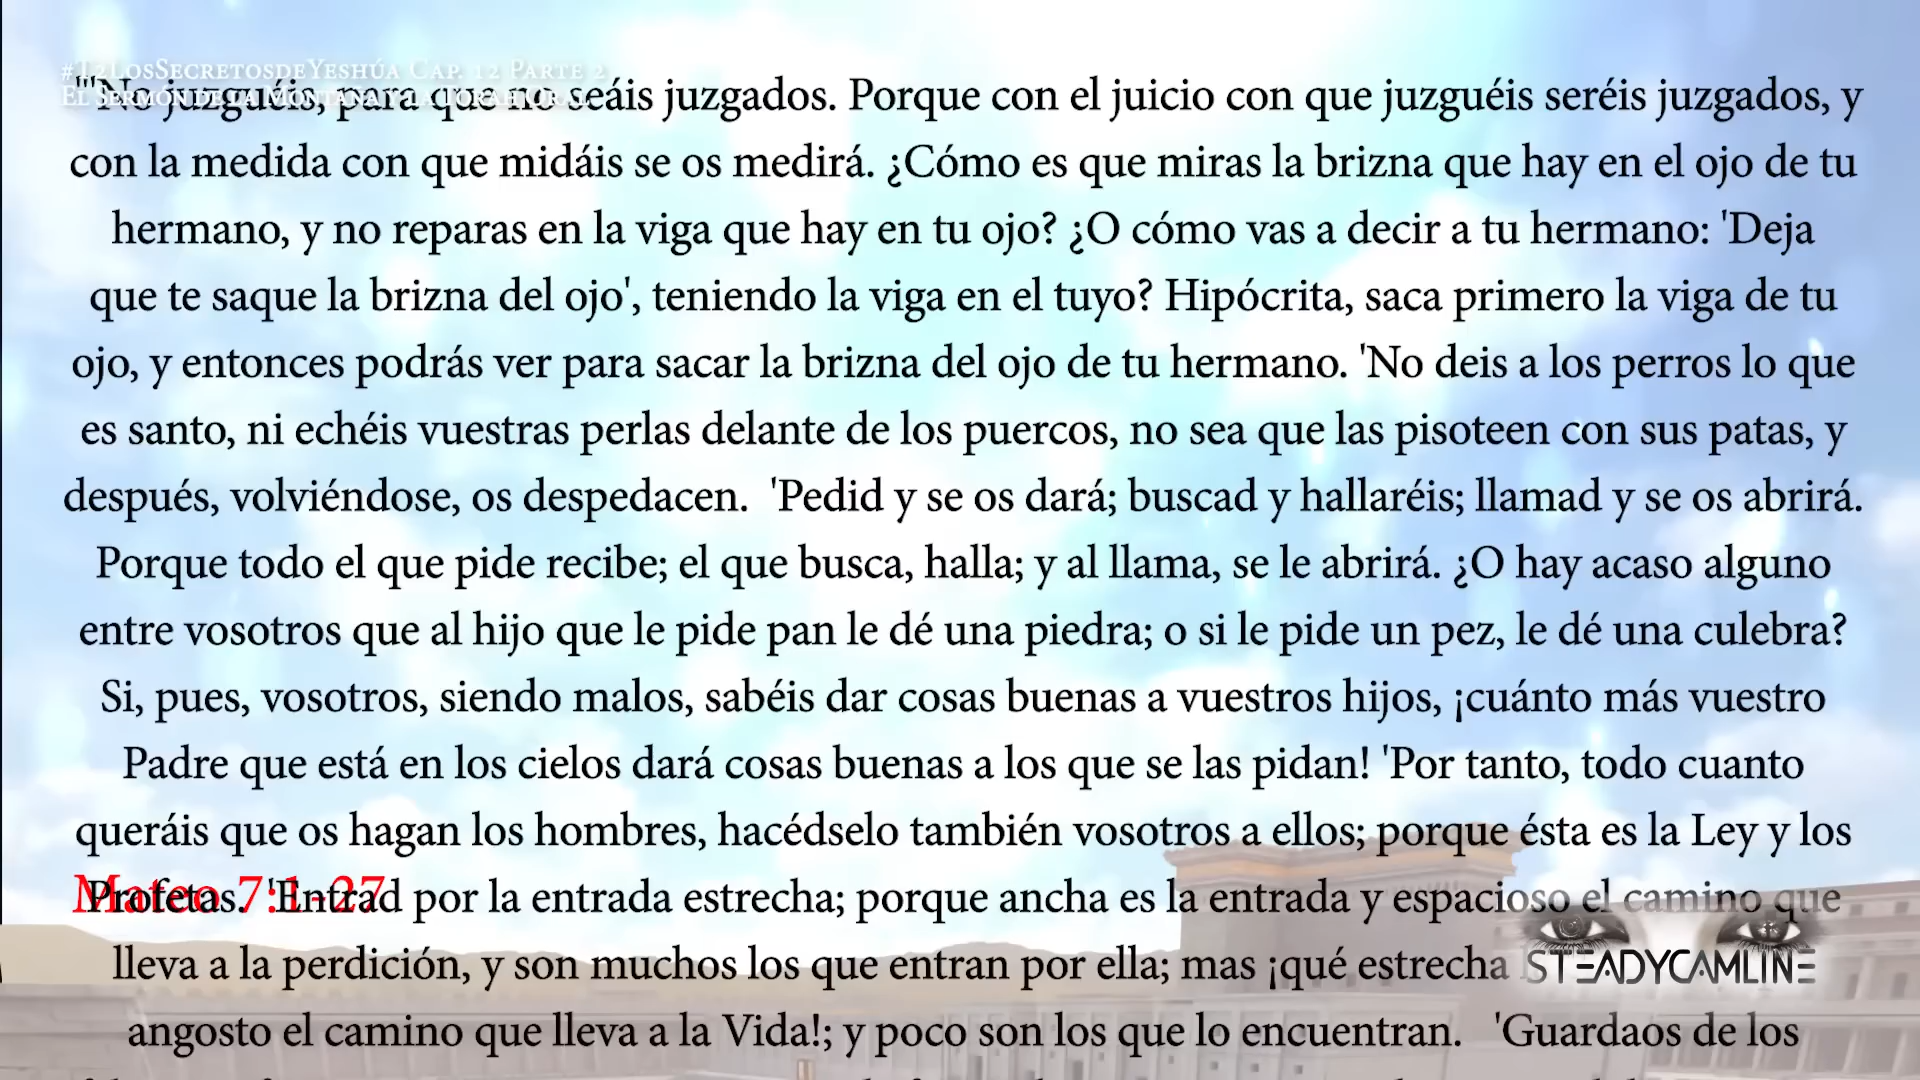 #T2LosSecretosdeYeshúa Cap. 12 Parte 2
El Sermón de la Montaña y la Torah Oral
"'No juzguéis, para que no seáis juzgados. Porque con el juicio con que juzguéis seréis juzgados, y
con la medida con que midáis se os medirá. ¿Cómo es que miras la brizna que hay en el ojo de tu
hermano, y no reparas en la viga que hay en tu ojo? ¿O cómo vas a decir a tu hermano: 'Deja
que te saque la brizna del ojo', teniendo la viga en el tuyo? Hipócrita, saca primero la viga de tu
ojo, y entonces podrás ver para sacar la brizna del ojo de tu hermano. 'No deis a los perros lo que
es santo, ni echéis vuestras perlas delante de los puercos, no sea que las pisoteen con sus patas, y
después, volviéndose, os despedacen. 'Pedid y se os dará; buscad y hallaréis; llamad y se os abrirá.
Porque todo el que pide recibe; el que busca, halla; y al llama, se le abrirá. ¿O hay acaso alguno
entre vosotros que al hijo que le pide pan le dé una piedra; o si le pide un pez, le dé una culebra?
Si, pues, vosotros, siendo malos, sabéis dar cosas buenas a vuestros hijos, ¡cuánto más vuestro
Padre que está en los cielos dará cosas buenas a los que se las pidan! 'Por tanto, todo cuanto
queráis que os hagan los hombres, hacédselo también vosotros a ellos; porque ésta es la Ley y los
Profetas. 'Entrad por la entrada estrecha; porque ancha es la entrada y espacioso el camino que
Mateo 7:1-27
lleva a la perdición, y son muchos los que entran por ella; mas ¡qué estrecha
STEADYCAMLINE
angosto el camino que lleva a la Vida!; y poco son los que lo encuentran. 'Guardaos de los